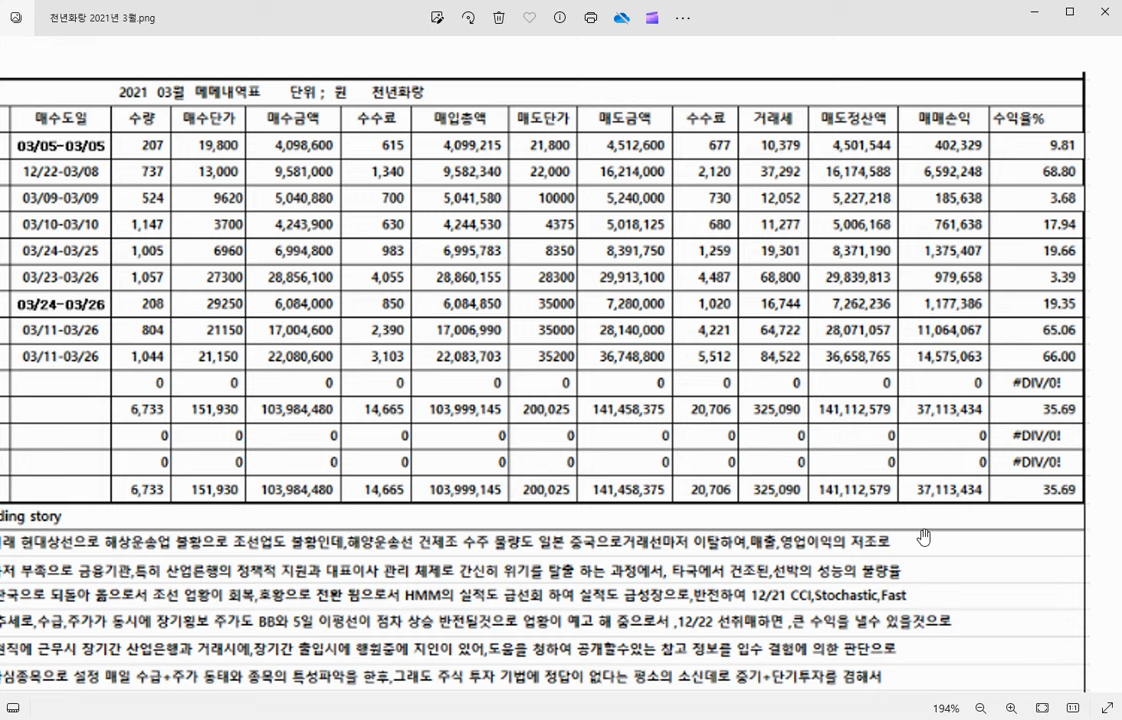 천년화랑 2021년 3월.png
2021 03월 메메내역표 단위 ; 원 천년화랑
매수도일 수량 매수단가 매수금액 수수료 매입총액 매도단가 매도금액 수수료 거래세 매도정산액 매매손익 수익율%
03/05-03/05 207 19,800 4,098,600 615 4,099,215 21,800 4,512,600 677 10,379 4,501,544 402,329 9.81
12/22-03/08 737 13,000 9,581,000 1,340 9,582,340 22,000 16,214,000 2,120 37,292 16,174,588 6,592,248 68.80
03/09-03/09 524 9620 5,040,880 700 5,041,580 10000 5,240,000 730 12,052 5,227,218 185,638 3.68
03/10-03/10 1,147 3700 4,243,900 630 4,244,530 4375 5,018,125 680 11,277 5,006,168 761,638 17.94
03/24-03/25 1,005 6960 6,994,800 983 6,995,783 8350 8,391,750 1,259 19,301 8,371,190 1,375,407 19.66
03/23-03/26 1,057 27300 28,856,100 4,055 28,860,155 28300 29,913,100 4,487 68,800 29,839,813 979,658 3.39
03/24-03/26 208 29250 6,084,000 850 6,084,850 35000 7,280,000 1,020 16,744 7,262,236 1,177,386 19.35
03/11-03/26 804 21150 17,004,600 2,390 17,006,990 35000 28,140,000 4,221 64,722 28,071,057 11,064,067 65.06
03/11-03/26 1,044 21,150 22,080,600 3,103 22,083,703 35200 36,748,800 5,512 84,522 36,658,765 14,575,063 66.00
0 0 0 0 0 0 0 0 0 0 0 #DIV/0!
6,733 151,930 103,984,480 14,665 103,999,145 200,025 141,458,375 20,706 325,090 141,112,579 37,113,434 35.69
0 0 0 0 0 0 0 0 0 0 0 #DIV/0!
0 0 0 0 0 0 0 0 0 0 0 #DIV/0!
6,733 151,930 103,984,480 14,665 103,999,145 200,025 141,458,375 20,706 325,090 141,112,579 37,113,434 35.69
ding story
래 현대상선으로 해상운송업 불황으로 조선업도 불황인데,해양운송선 건제조 수주 물량도 일본 중국으로거래선마저 이탈하여,매출,영업이익의 저조로
저 부족으로 금융기관,특히 산업은행의 정책적 지원과 대표이사 관리 체제로 간신히 위기를 탈출 하는 과정에서, 타국에서 건조된,선박의 성능의 불량을
한국으로 되돌아 옴으로서 조선 업황이 회복,호황으로 전환 됨으로서 HMM의 실적도 급선회 하여 실적도 급성장으로,반전하여 12/21 CCI,Stochastic,Fast
추세로,수급,주가가 동시에 장기횡보 주가도 BB와 5일 이평선이 점차 상승 반전될것으로 업황이 예고 해 줌으로서 ,12/22 선취매하면 ,큰 수익을 낼수 있을것으로
원직에 근무시 장기간 산업은행과 거래시에,장기간 출입시에 행원중에 지인이 있어,도움을 청하여 공개할수있는 참고 정보를 입수 결합에 의한 판단으로
심종목으로 설정 매일 수급+주가 동태와 종목의 특성파악을 한후,그래도 주식 투자 기법에 정답이 없다는 평소의 소신데로 중기+단기투자를 겸해서
194%